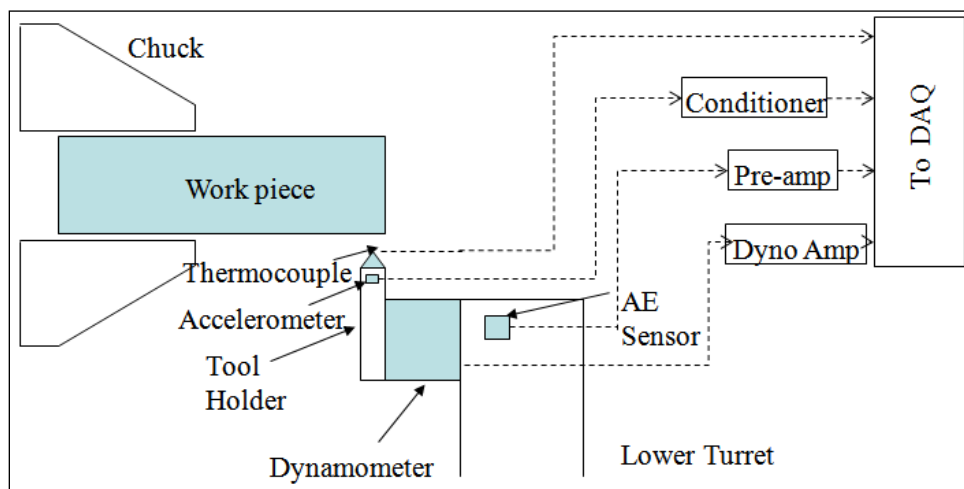 Chuck
Conditioner
To DAQ
Work piece
Pre-amp
Dyno Amp
Thermocouple
Accelerometer
AE
Sensor
Tool
Holder
Dynamometer
Lower Turret